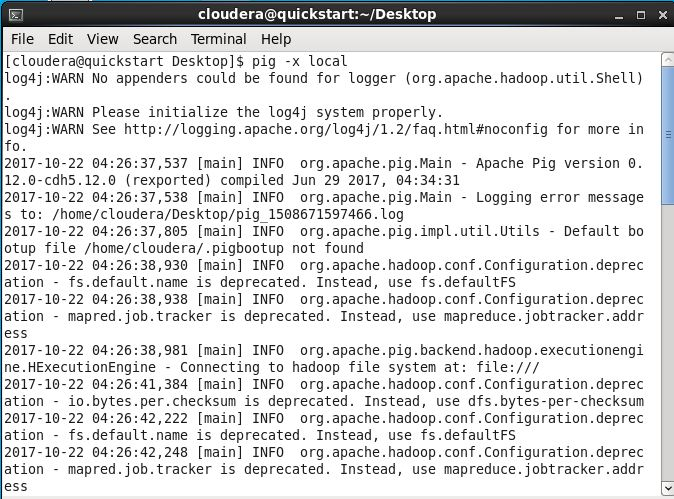 cloudera@quickstart:~/Desktop
File Edit View Search Terminal Help
[cloudera@quickstart Desktop]$ pig -x local
log4j:WARN No appenders could be found for logger (org.apache.hadoop.util.Shell)
.
log4j:WARN Please initialize the log4j system properly.
log4j:WARN See http://logging.apache.org/log4j/1.2/faq.html#noconfig for more in
fo.
2017-10-22 04:26:37,537 [main] INFO  org.apache.pig.Main - Apache Pig version 0.
12.0-cdh5.12.0 (rexported) compiled Jun 29 2017, 04:34:31
2017-10-22 04:26:37,538 [main] INFO  org.apache.pig.Main - Logging error message
s to: /home/cloudera/Desktop/pig_1508671597466.log
2017-10-22 04:26:37,805 [main] INFO  org.apache.pig.impl.util.Utils - Default bo
otup file /home/cloudera/.pigbootup not found
2017-10-22 04:26:38,930 [main] INFO  org.apache.hadoop.conf.Configuration.deprec
ation - fs.default.name is deprecated. Instead, use fs.defaultFS
2017-10-22 04:26:38,938 [main] INFO  org.apache.hadoop.conf.Configuration.deprec
ation - mapred.job.tracker is deprecated. Instead, use mapreduce.jobtracker.addr
ess
2017-10-22 04:26:38,981 [main] INFO  org.apache.pig.backend.hadoop.executionengi
ne.HExecutionEngine - Connecting to hadoop file system at: file:///
2017-10-22 04:26:41,384 [main] INFO  org.apache.hadoop.conf.Configuration.deprec
ation - io.bytes.per.checksum is deprecated. Instead, use dfs.bytes-per-checksum
2017-10-22 04:26:42,222 [main] INFO  org.apache.hadoop.conf.Configuration.deprec
ation - fs.default.name is deprecated. Instead, use fs.defaultFS
2017-10-22 04:26:42,248 [main] INFO  org.apache.hadoop.conf.Configuration.deprec
ation - mapred.job.tracker is deprecated. Instead, use mapreduce.jobtracker.addr
ess